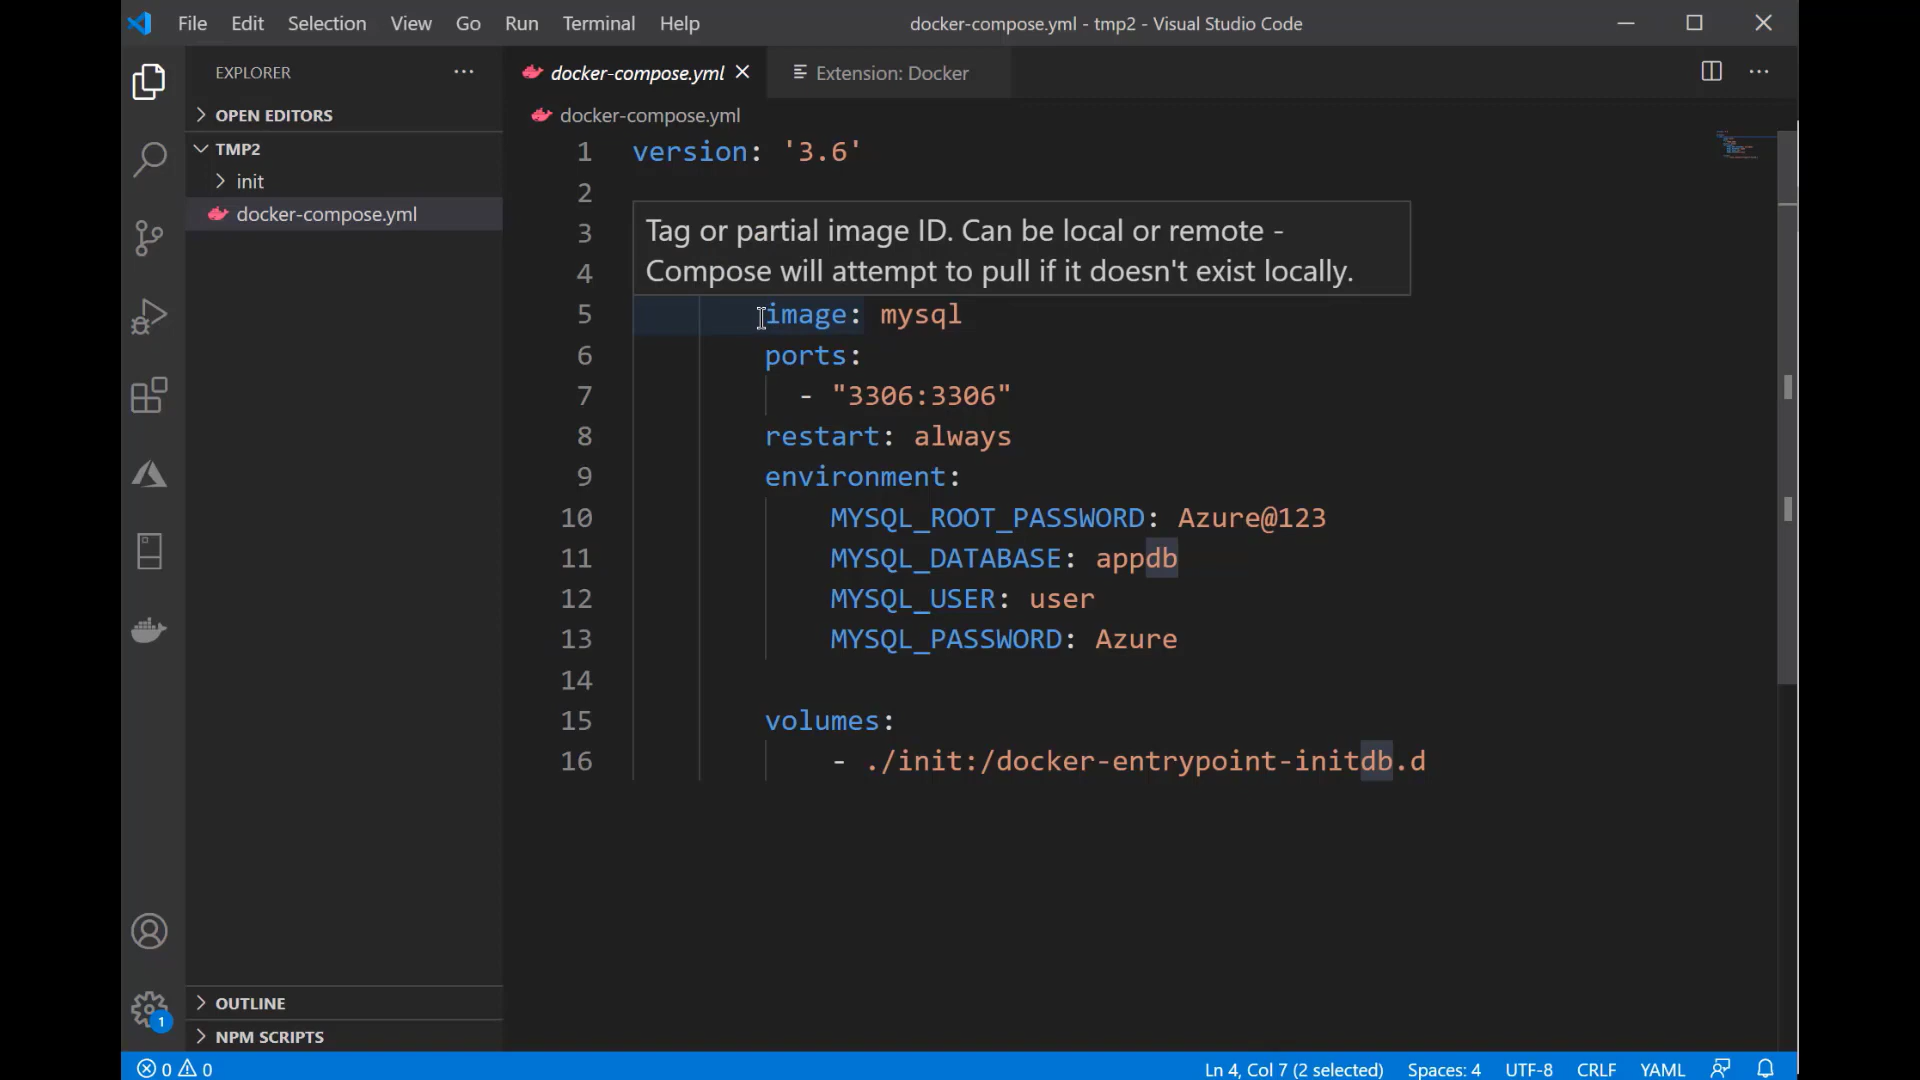 File Edit Selection View Go Run Terminal Help docker-compose.yml - tmp2 - Visual Studio Code
EXPLORER
OPEN EDITORS
TMP2
init
docker-compose.yml
OUTLINE
NPM SCRIPTS
1
docker-compose.yml Extension: Docker
docker-compose.yml
1 version: '3.6'
2
3
4
Tag or partial image ID. Can be local or remote -
Compose will attempt to pull if it doesn't exist locally.
5 image: mysql
6 ports:
7 - "3306:3306"
8 restart: always
9 environment:
10 MYSQL_ROOT_PASSWORD: Azure@123
11 MYSQL_DATABASE: appdb
12 MYSQL_USER: user
13 MYSQL_PASSWORD: Azure
14
15 volumes:
16 - ./init:/docker-entrypoint-initdb.d
0 0 Ln 4, Col 7 (2 selected) Spaces: 4 UTF-8 CRLF YAML